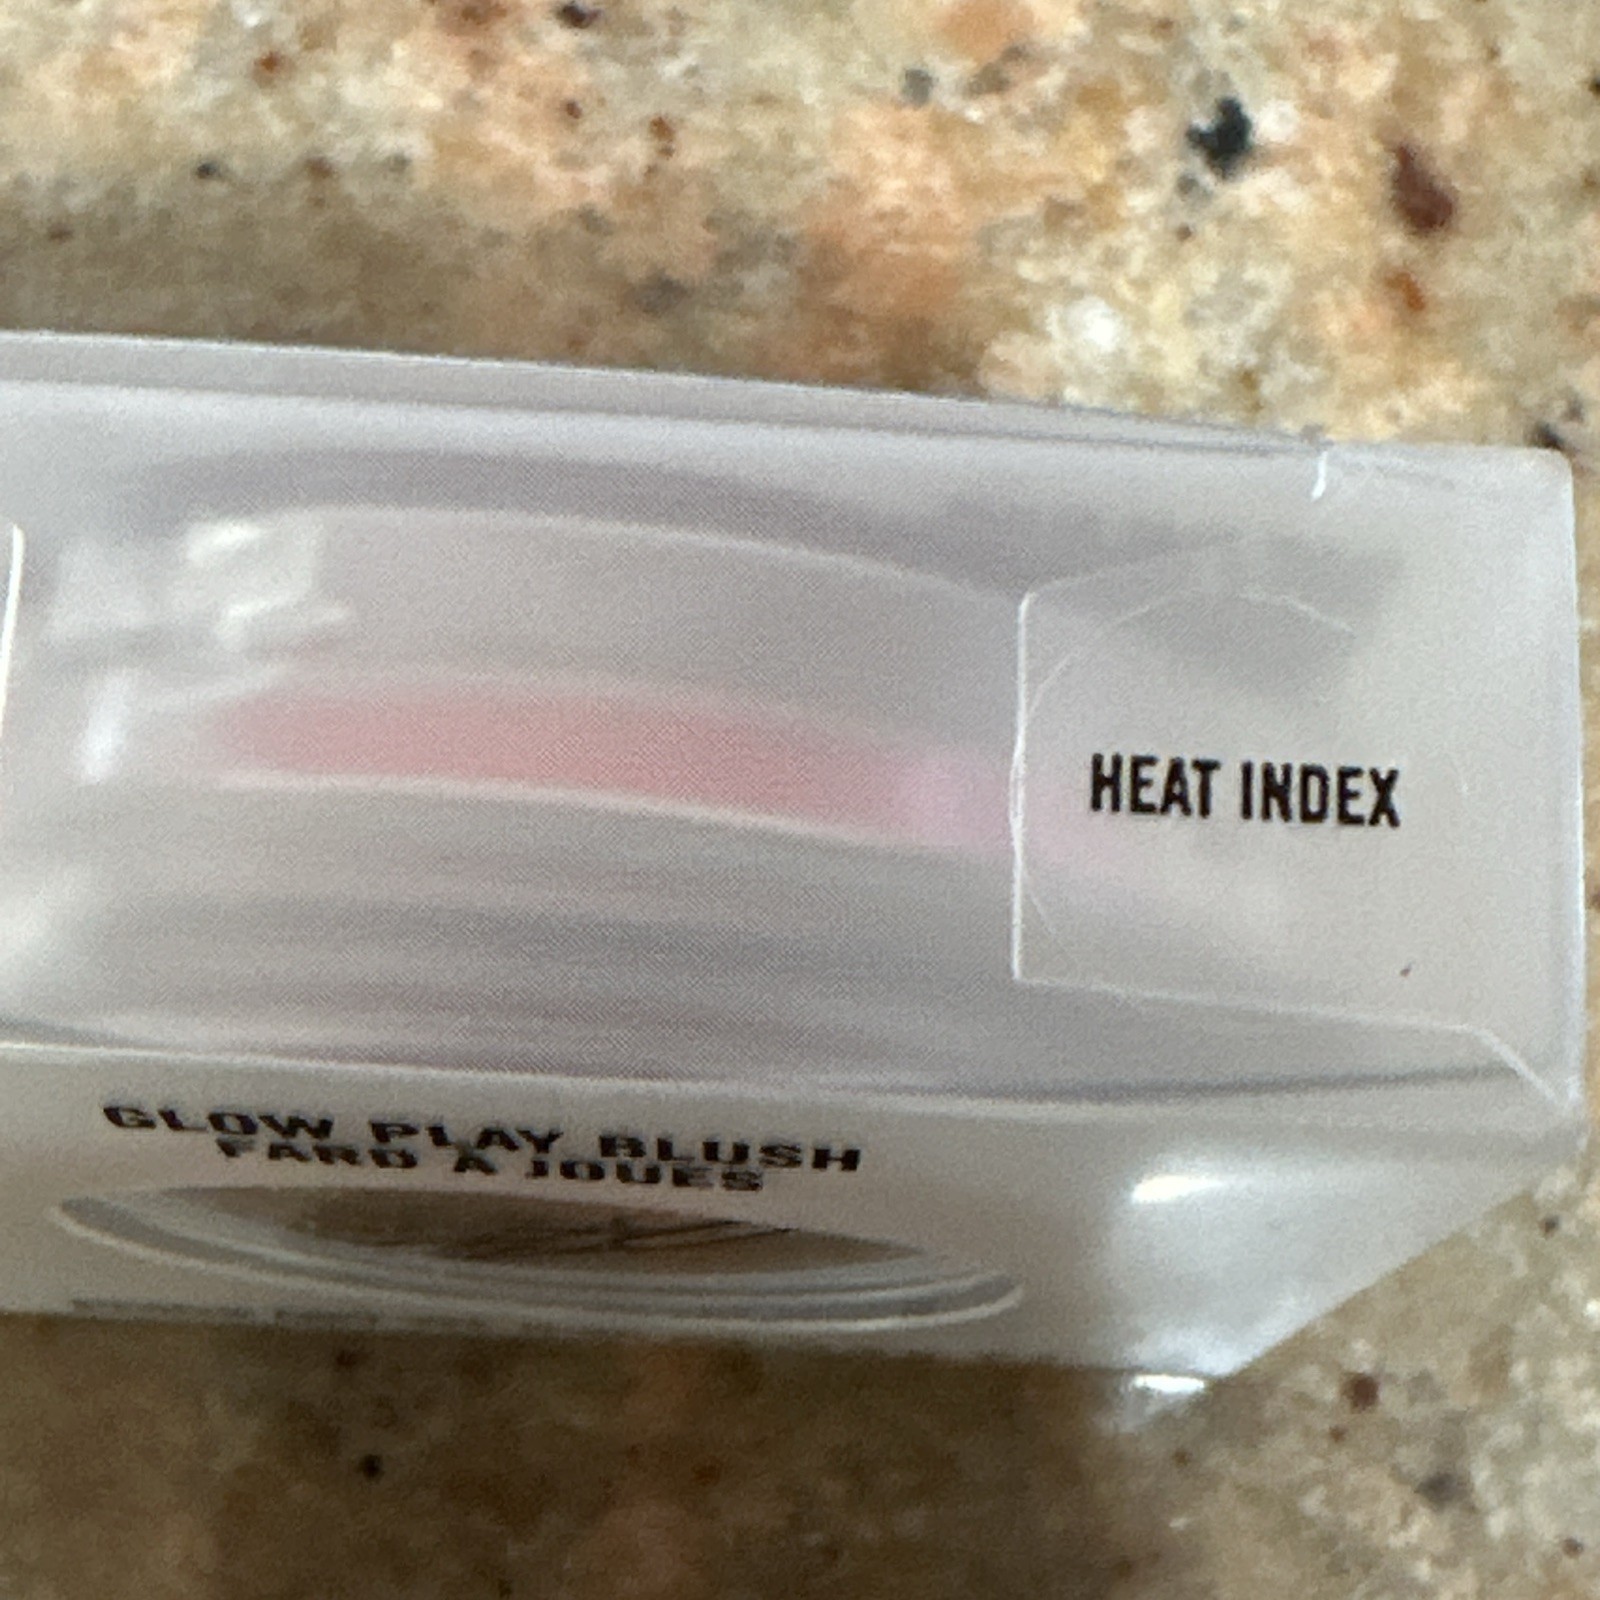 HEAT INDEX
GLOW PLAY BLUSH
FARD À JOUES